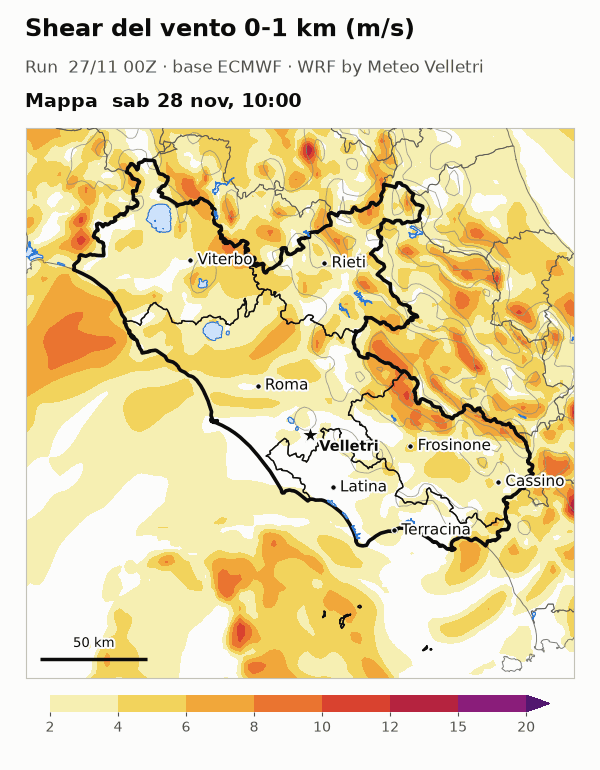 Shear del vento 0-1 km (m/s)
Run  27/11 00Z · base ECMWF · WRF by Meteo Velletri
Mappa  sab 28 nov, 10:00
Viterbo
Rieti
Roma
Velletri
Frosinone
Cassino
Latina
Terracina
50 km
2 4 6 8 10 12 15 20